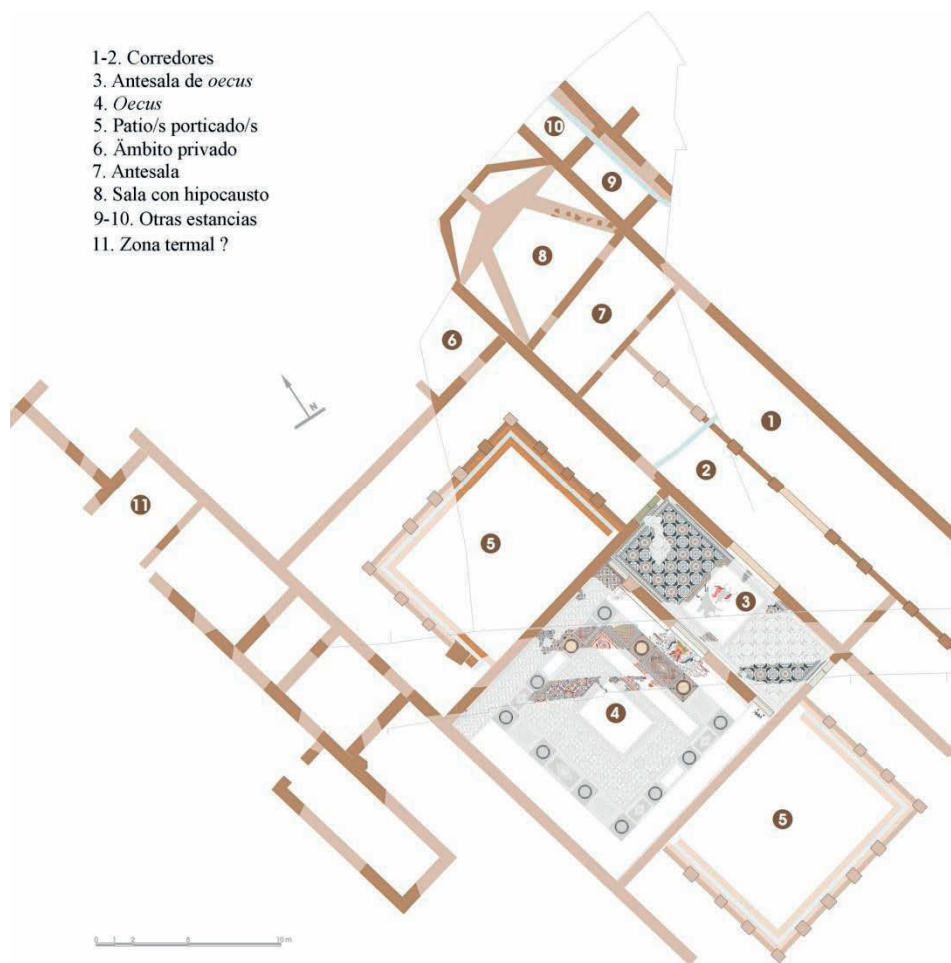 1-2. Corredores
3. Antesala de oecus
4. Oecus
5. Patio/s porticado/s
6. Ämbito privado
7. Antesala
8. Sala con hipocausto
9-10. Otras estancias
11. Zona termal ?
10
9
8
7
6
1
N
2
11
5
3
4
5
0 1 2 5 10 m